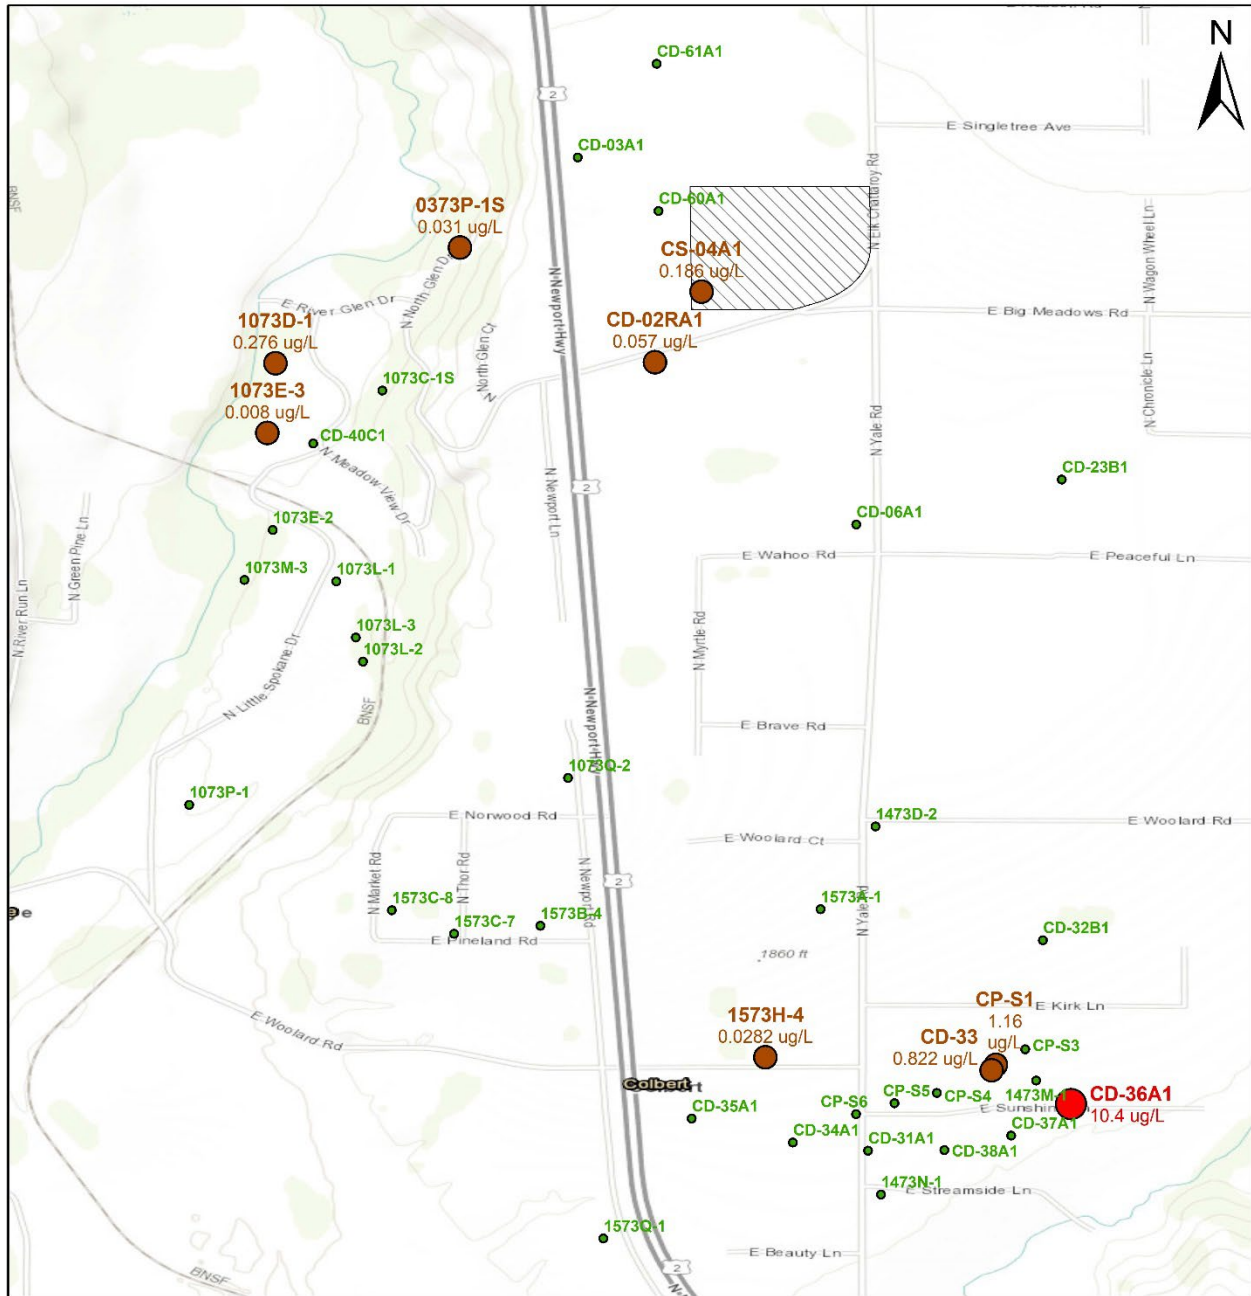 N
CD-61A1
2
E Singletree Ave
CD-03A1
BNSF
N Elk Chattaroy Rd
0373P-1S
0.031 ug/L
CD-60A1
N Wagon Wheel Ln
CS-04A1
0.186 ug/L
N North Glen Dr
E River Glen Dr
N-Newport-Hwy
E Big Meadows Rd
1073D-1
0.276 ug/L
CD-02RA1
0.057 ug/L
North Glen Ct
N
1073C-1S
1073E-3
0.008 ug/L
N Chronicle Ln
N Yale Rd
CD-40C1
N Meadow View Dr
CD-23B1
2
N Newport Ln
CD-06A1
1073E-2
N Green Pine Ln
E Wahoo Rd
E Peaceful Ln
1073M-3
1073L-1
N River Run Ln
N Myrtle Rd
1073L-3
1073L-2
N Little Spokane Dr
BNSF
N-Newport-Hwy
E Brave Rd
1073Q-2
1073P-1
E Norwood Rd
1473D-2
E Woolard Rd
E Woolard Ct
N Market Rd
N Thor Rd
N Newport Rd
2
1573C-8
1573A-1
N Yale Rd
e
1573C-7
1573B-4
E Pineland Rd
CD-32B1
1860 ft
E Kirk Ln
CP-S1
1.16
ug/L
1573H-4
0.0282 ug/L
E Woolard Rd
CD-33
0.822 ug/L
CP-S3
Colbert
1473M-1
CD-36A1
10.4 ug/L
CP-S5
CP-S4
CP-S6
CD-35A1
CD-37A1
CD-34A1
CD-31A1
CD-38A1
1473N-1
E Streamside Ln
1573Q-1
E Beauty Ln
BNSF
2